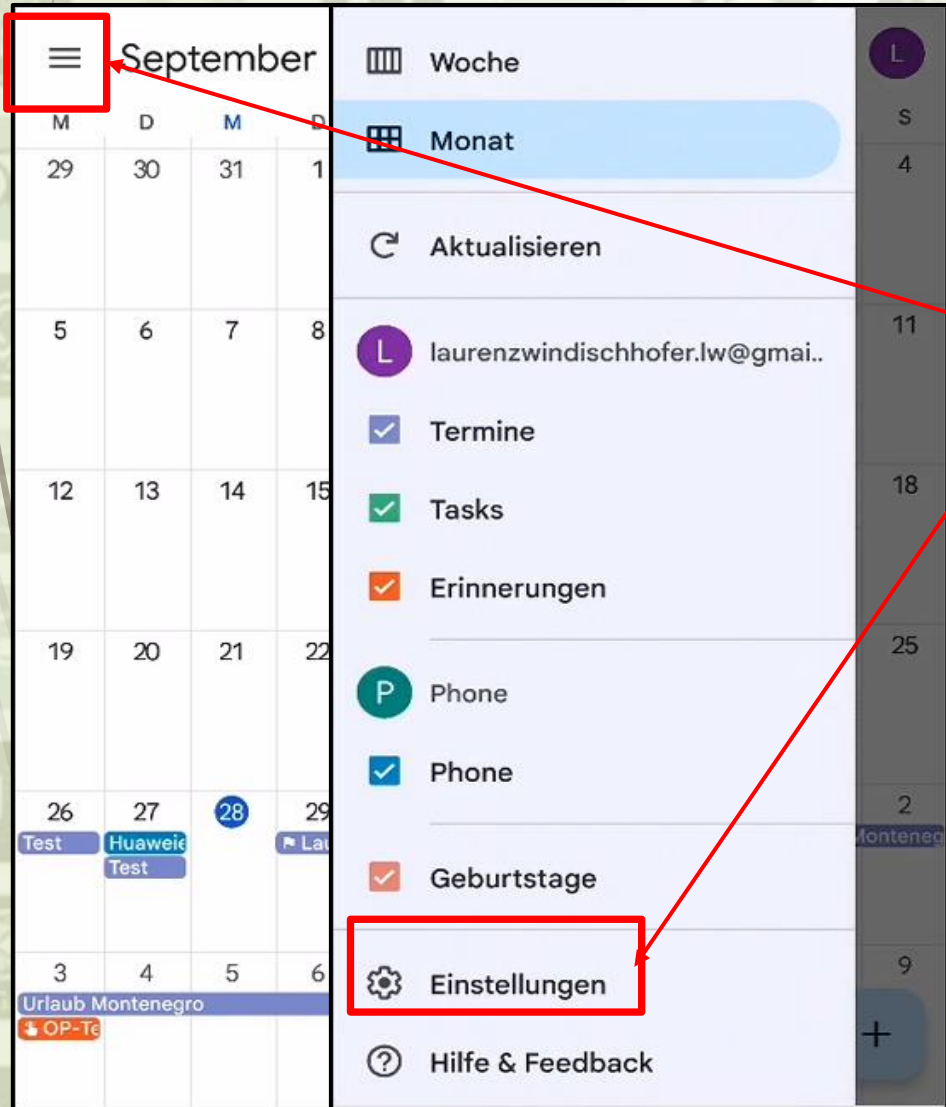 September
M D M D
29 30 31 1
5 6 7 8
12 13 14 15
19 20 21 22
26 27 28 29
Test Huaweie Lau
Test
3 4 5 6
Urlaub Montenegro
OP-Te
Woche
Monat
Aktualisieren
L laurenzwindischhofer.lw@gmai..
Termine
Tasks
Erinnerungen
P Phone
Phone
Geburtstage
Einstellungen
Hilfe & Feedback
L
S
4
11
18
25
2
Monteneg
9
+